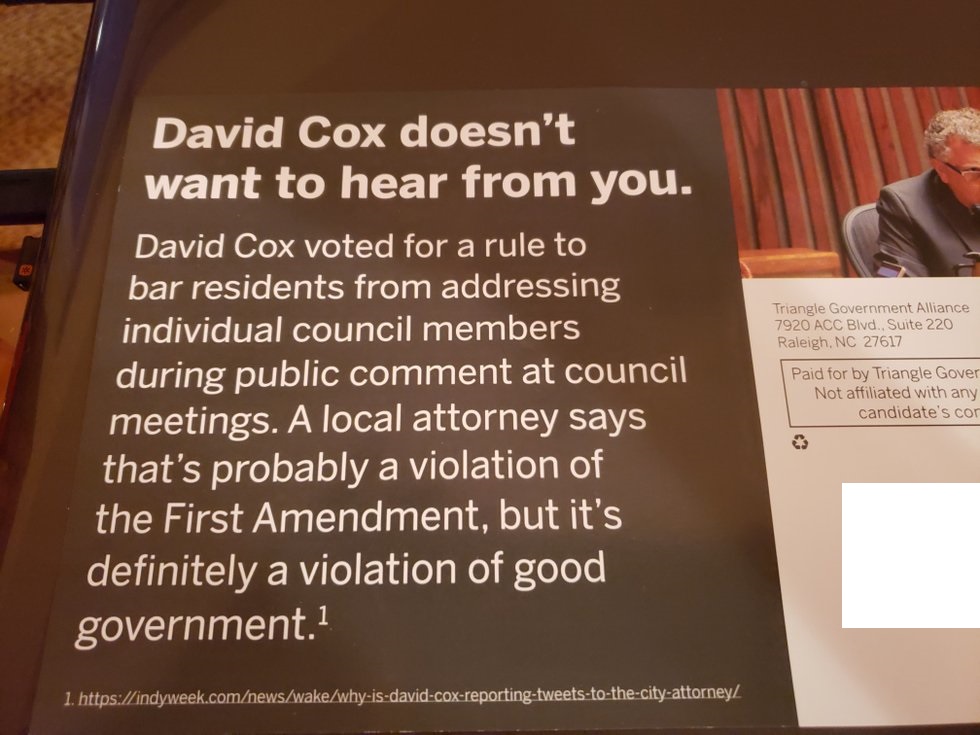 David Cox doesn't
want to hear from you.
David Cox voted for a rule to
bar residents from addressing
individual council members
during public comment at council
meetings. A local attorney says
that's probably a violation of
the First Amendment, but it's
definitely a violation of good
government.¹
1. https://indyweek.com/news/wake/why-is-david-cox-reporting-tweets-to-the-city-attorney/
Triangle Government Alliance
7920 ACC Blvd., Suite 220
Raleigh, NC 27617
Paid for by Triangle Gover
Not affiliated with any
candidate's con